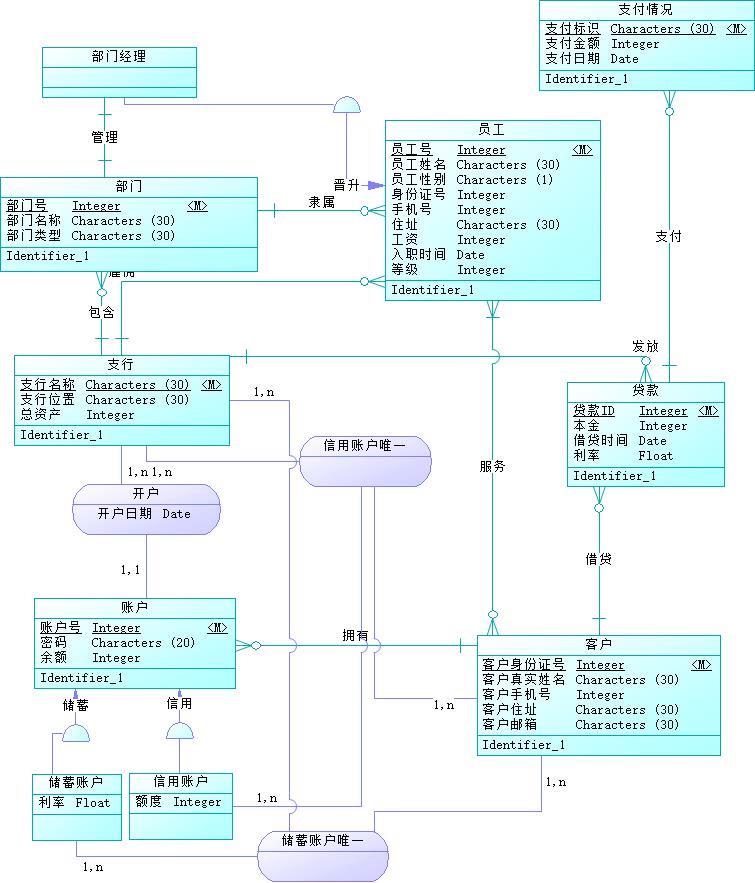 支付情况
支付标识 Characters (30) <M>
支付金额 Integer
支付日期 Date
Identifier_1
部门经理
管理
晋升
员工
员工号 Integer <M>
员工姓名 Characters (30)
员工性别 Characters (1)
身份证号 Integer
手机号 Integer
住址 Characters (30)
工资 Integer
入职时间 Date
等级 Integer
Identifier_1
部门
部门号 Integer <M>
部门名称 Characters (30)
部门类型 Characters (30)
Identifier_1
隶属
支付
雇佣
包含
发放
支行
支行名称 Characters (30) <M>
支行位置 Characters (30)
总资产 Integer
Identifier_1
1,n
贷款
贷款ID Integer <M>
本金 Integer
借贷时间 Date
利率 Float
Identifier_1
信用账户唯一
服务
1,n
1,n
开户
开户日期 Date
借贷
1,1
账户
账户号 Integer <M>
密码 Characters (20)
余额 Integer
Identifier_1
拥有
客户
客户身份证号 Integer <M>
客户真实姓名 Characters (30)
客户手机号 Integer
客户住址 Characters (30)
客户邮箱 Characters (30)
Identifier_1
储蓄
信用
1,n
储蓄账户
利率 Float
信用账户
额度 Integer
1,n
1,n
储蓄账户唯一
1,n